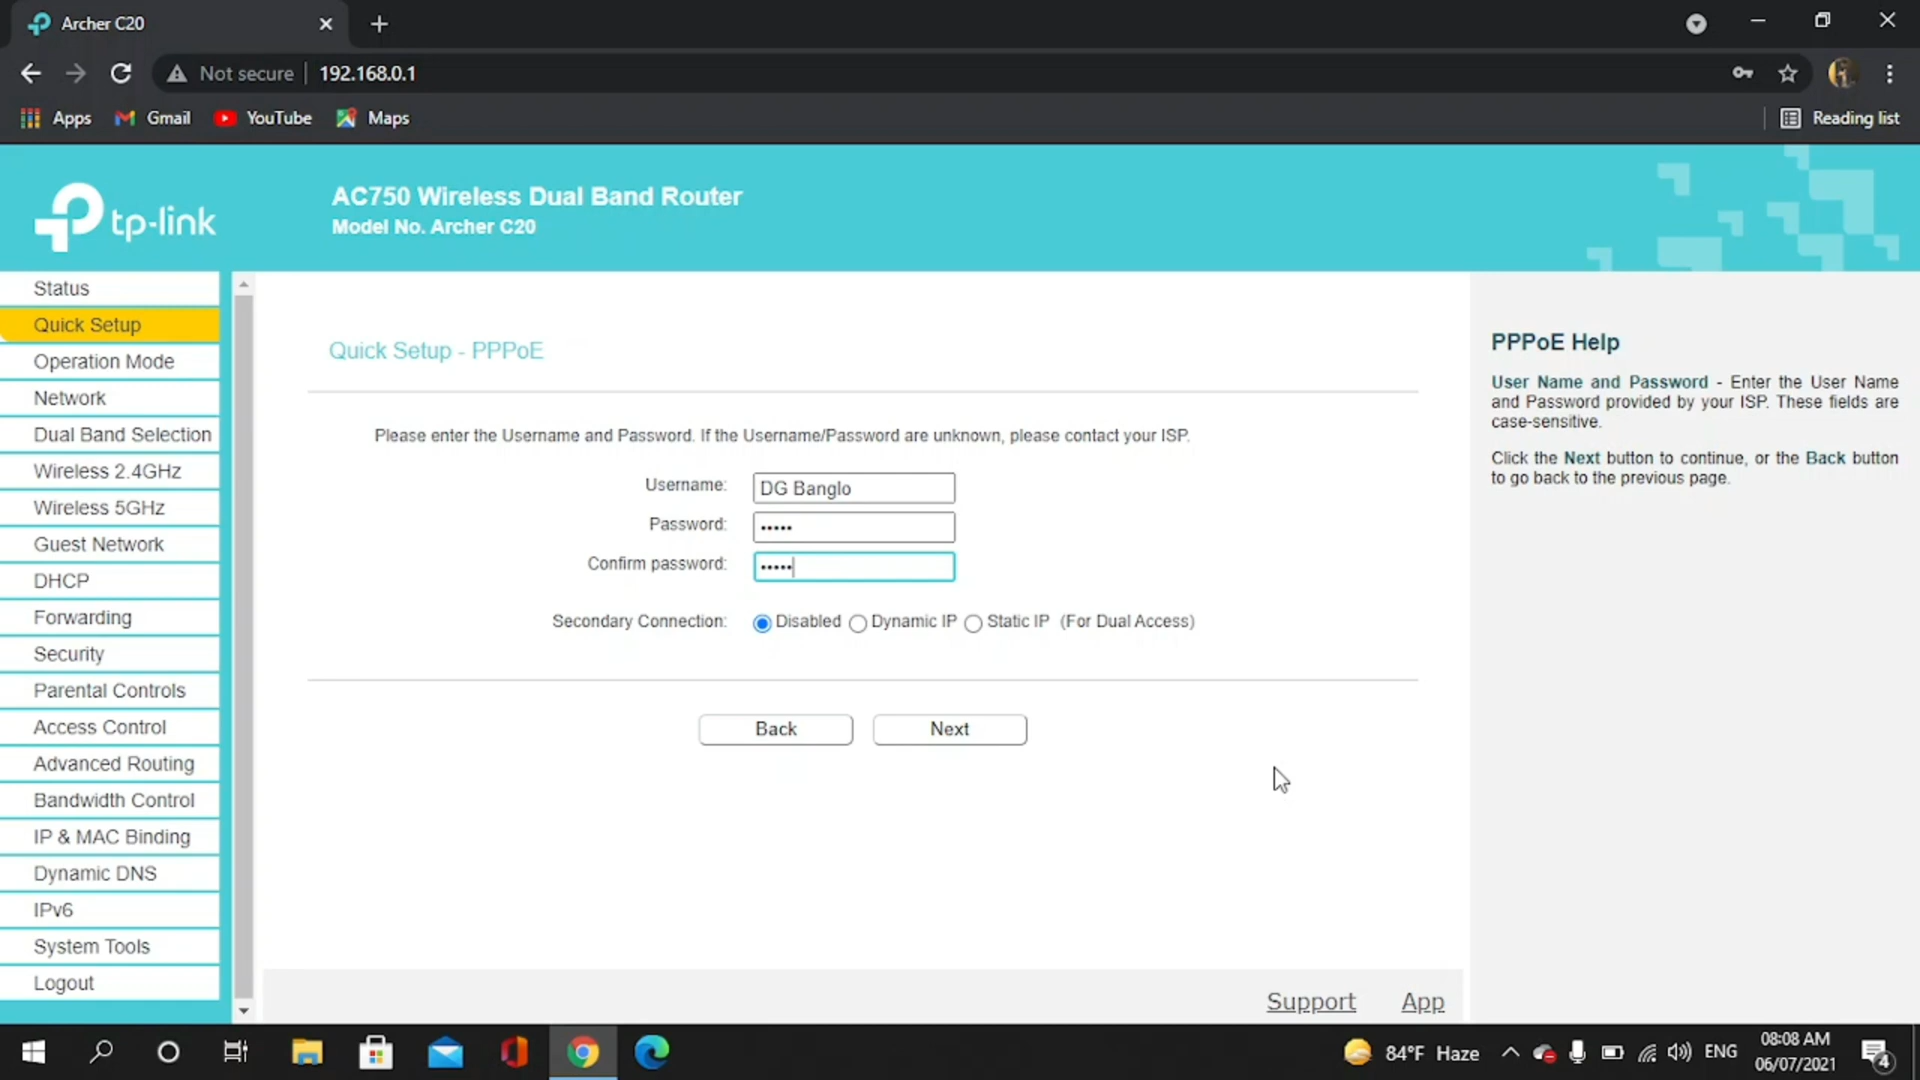 Archer C20
Not secure 192.168.0.1
Apps Gmail YouTube Maps Reading list
tp-link
AC750 Wireless Dual Band Router
Model No. Archer C20
Status
Quick Setup
Operation Mode
Network
Dual Band Selection
Wireless 2.4GHz
Wireless 5GHz
Guest Network
DHCP
Forwarding
Security
Parental Controls
Access Control
Advanced Routing
Bandwidth Control
IP & MAC Binding
Dynamic DNS
IPv6
System Tools
Logout
Quick Setup - PPPoE
Please enter the Username and Password. If the Username/Password are unknown, please contact your ISP.
Username: DG Banglo
Password: •••••
Confirm password: •••••
Secondary Connection: Disabled Dynamic IP Static IP (For Dual Access)
Back Next
Support App
PPPoE Help
User Name and Password - Enter the User Name
and Password provided by your ISP. These fields are
case-sensitive.
Click the Next button to continue, or the Back button
to go back to the previous page.
84°F Haze ENG
08:08 AM
06/07/2021
4